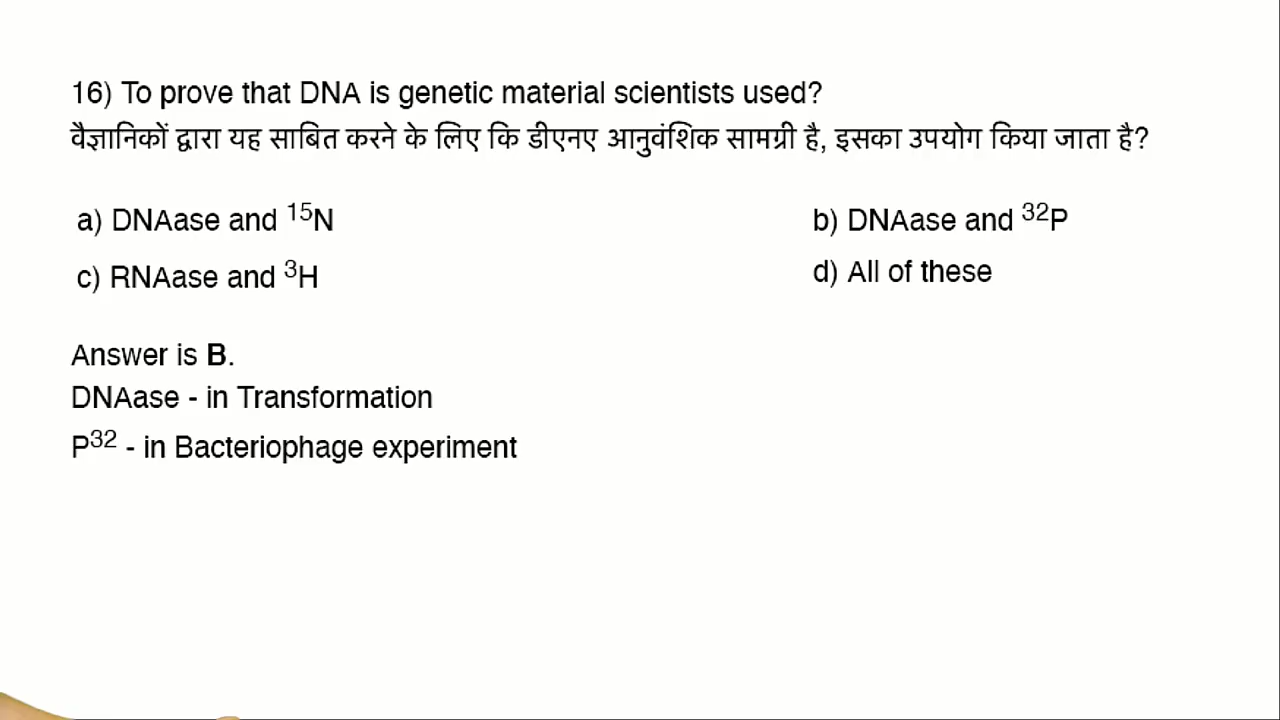 16) To prove that DNA is genetic material scientists used?
वैज्ञानिकों द्वारा यह साबित करने के लिए कि डीएनए आनुवंशिक सामग्री है, इसका उपयोग किया जाता है?
a) DNAase and ¹⁵N b) DNAase and ³²P
c) RNAase and ³H d) All of these
Answer is B.
DNAase - in Transformation
P³² - in Bacteriophage experiment